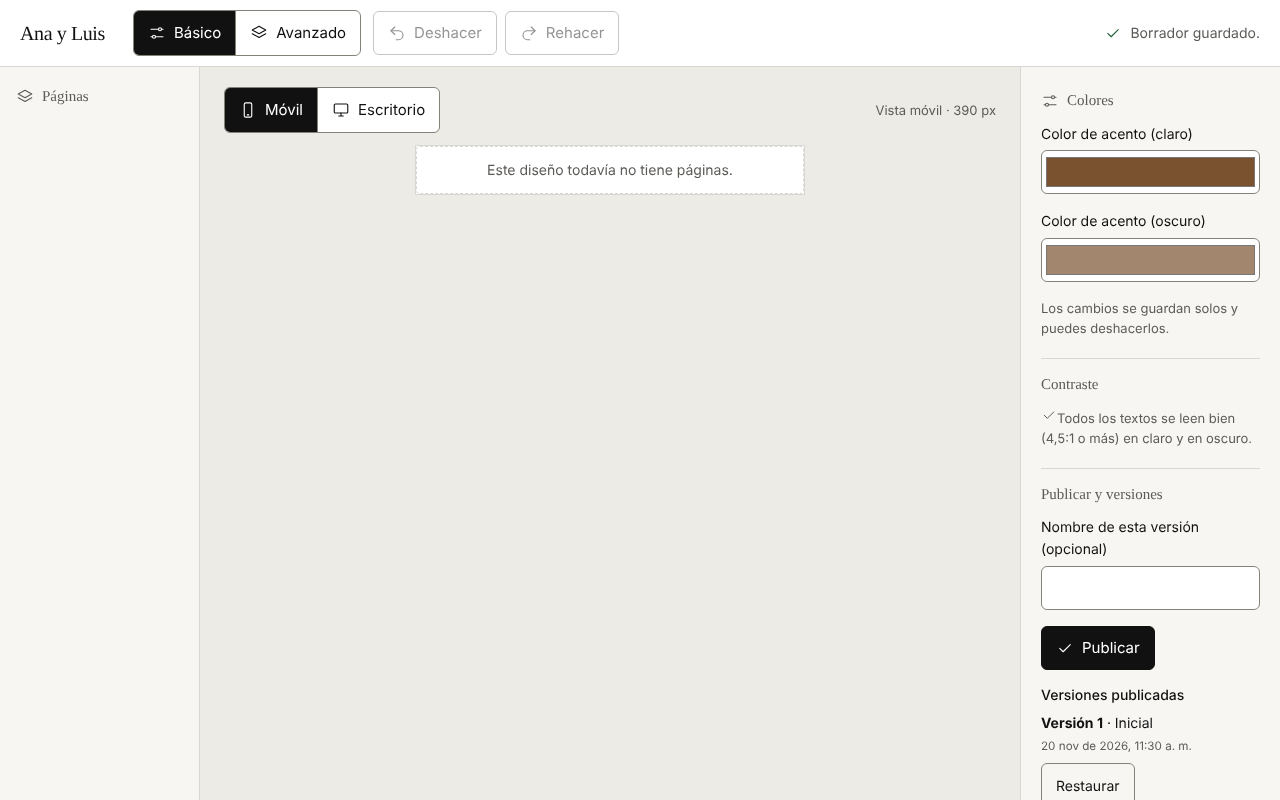 Ana y Luis
Básico
Avanzado
Deshacer
Rehacer
Borrador guardado.
Páginas
Móvil
Escritorio
Vista móvil · 390 px
Este diseño todavía no tiene páginas.
Colores
Color de acento (claro)
Color de acento (oscuro)
Los cambios se guardan solos y
puedes deshacerlos.
Contraste
Todos los textos se leen bien
(4,5:1 o más) en claro y en oscuro.
Publicar y versiones
Nombre de esta versión
(opcional)
Publicar
Versiones publicadas
Versión 1 · Inicial
20 nov de 2026, 11:30 a. m.
Restaurar